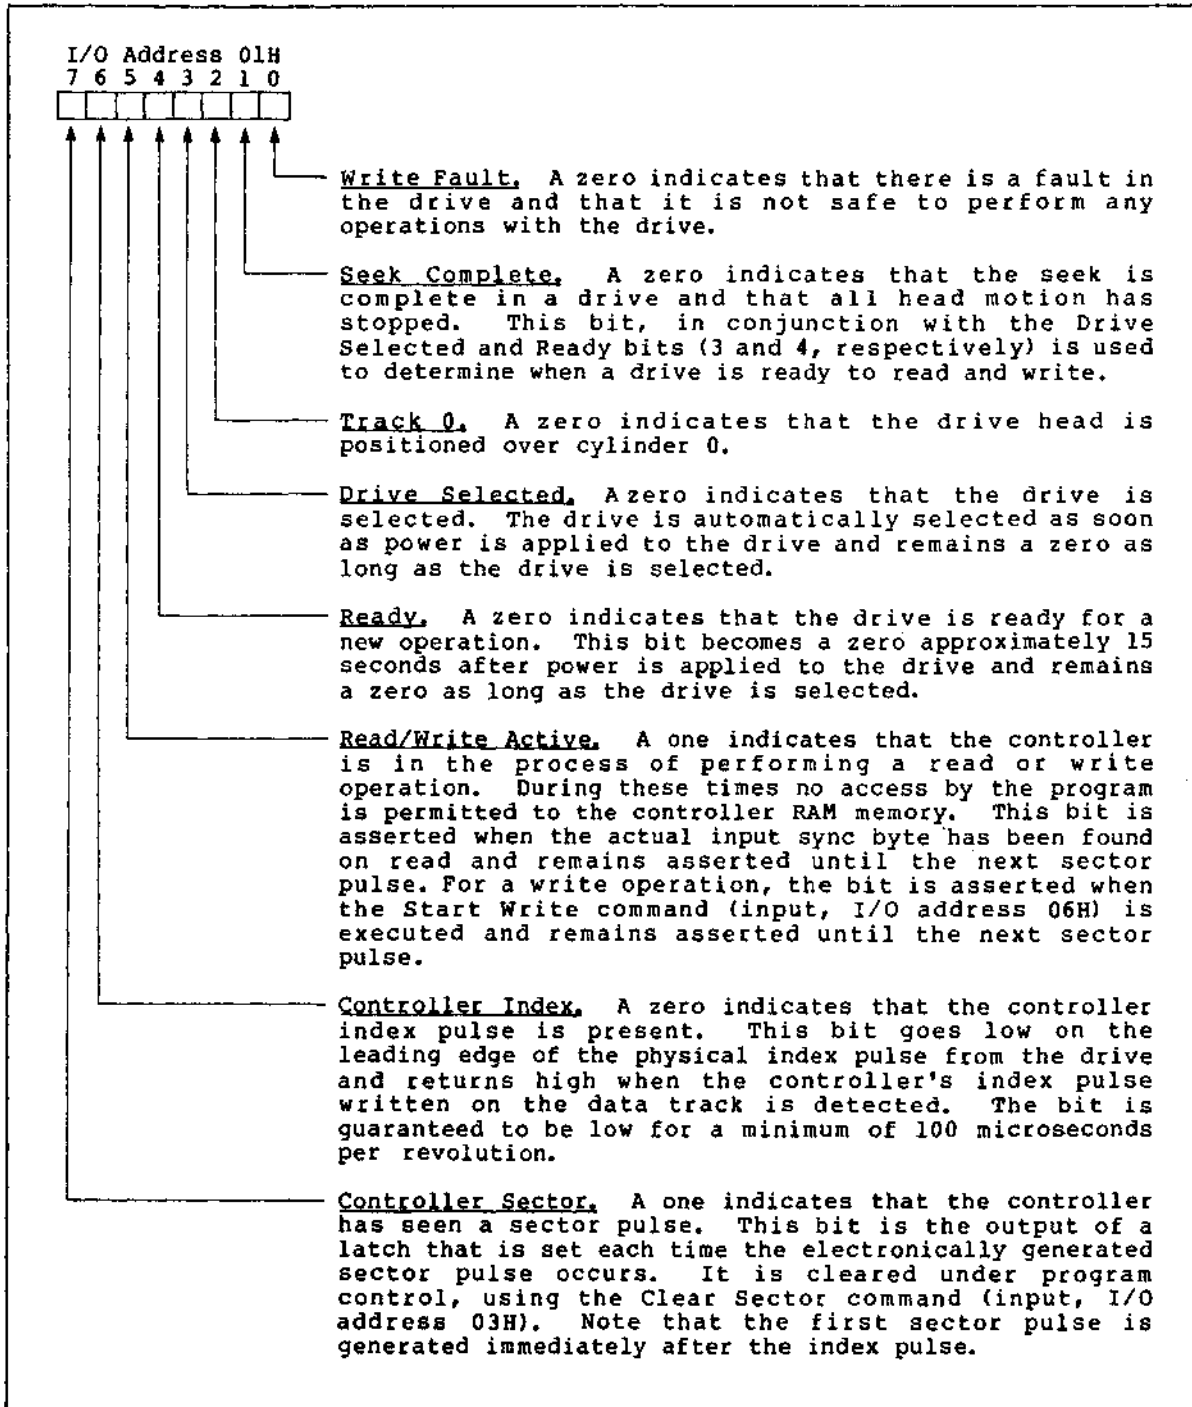 I/O Address 01H
7 6 5 4 3 2 1 0
Write Fault. A zero indicates that there is a fault in
the drive and that it is not safe to perform any
operations with the drive.
Seek Complete. A zero indicates that the seek is
complete in a drive and that all head motion has
stopped. This bit, in conjunction with the Drive
Selected and Ready bits (3 and 4, respectively) is used
to determine when a drive is ready to read and write.
Track 0. A zero indicates that the drive head is
positioned over cylinder 0.
Drive Selected. A zero indicates that the drive is
selected. The drive is automatically selected as soon
as power is applied to the drive and remains a zero as
long as the drive is selected.
Ready. A zero indicates that the drive is ready for a
new operation. This bit becomes a zero approximately 15
seconds after power is applied to the drive and remains
a zero as long as the drive is selected.
Read/Write Active. A one indicates that the controller
is in the process of performing a read or write
operation. During these times no access by the program
is permitted to the controller RAM memory. This bit is
asserted when the actual input sync byte has been found
on read and remains asserted until the next sector
pulse. For a write operation, the bit is asserted when
the Start Write command (input, I/O address 06H) is
executed and remains asserted until the next sector
pulse.
Controller Index. A zero indicates that the controller
index pulse is present. This bit goes low on the
leading edge of the physical index pulse from the drive
and returns high when the controller's index pulse
written on the data track is detected. The bit is
guaranteed to be low for a minimum of 100 microseconds
per revolution.
Controller Sector. A one indicates that the controller
has seen a sector pulse. This bit is the output of a
latch that is set each time the electronically generated
sector pulse occurs. It is cleared under program
control, using the Clear Sector command (input, I/O
address 03H). Note that the first sector pulse is
generated immediately after the index pulse.